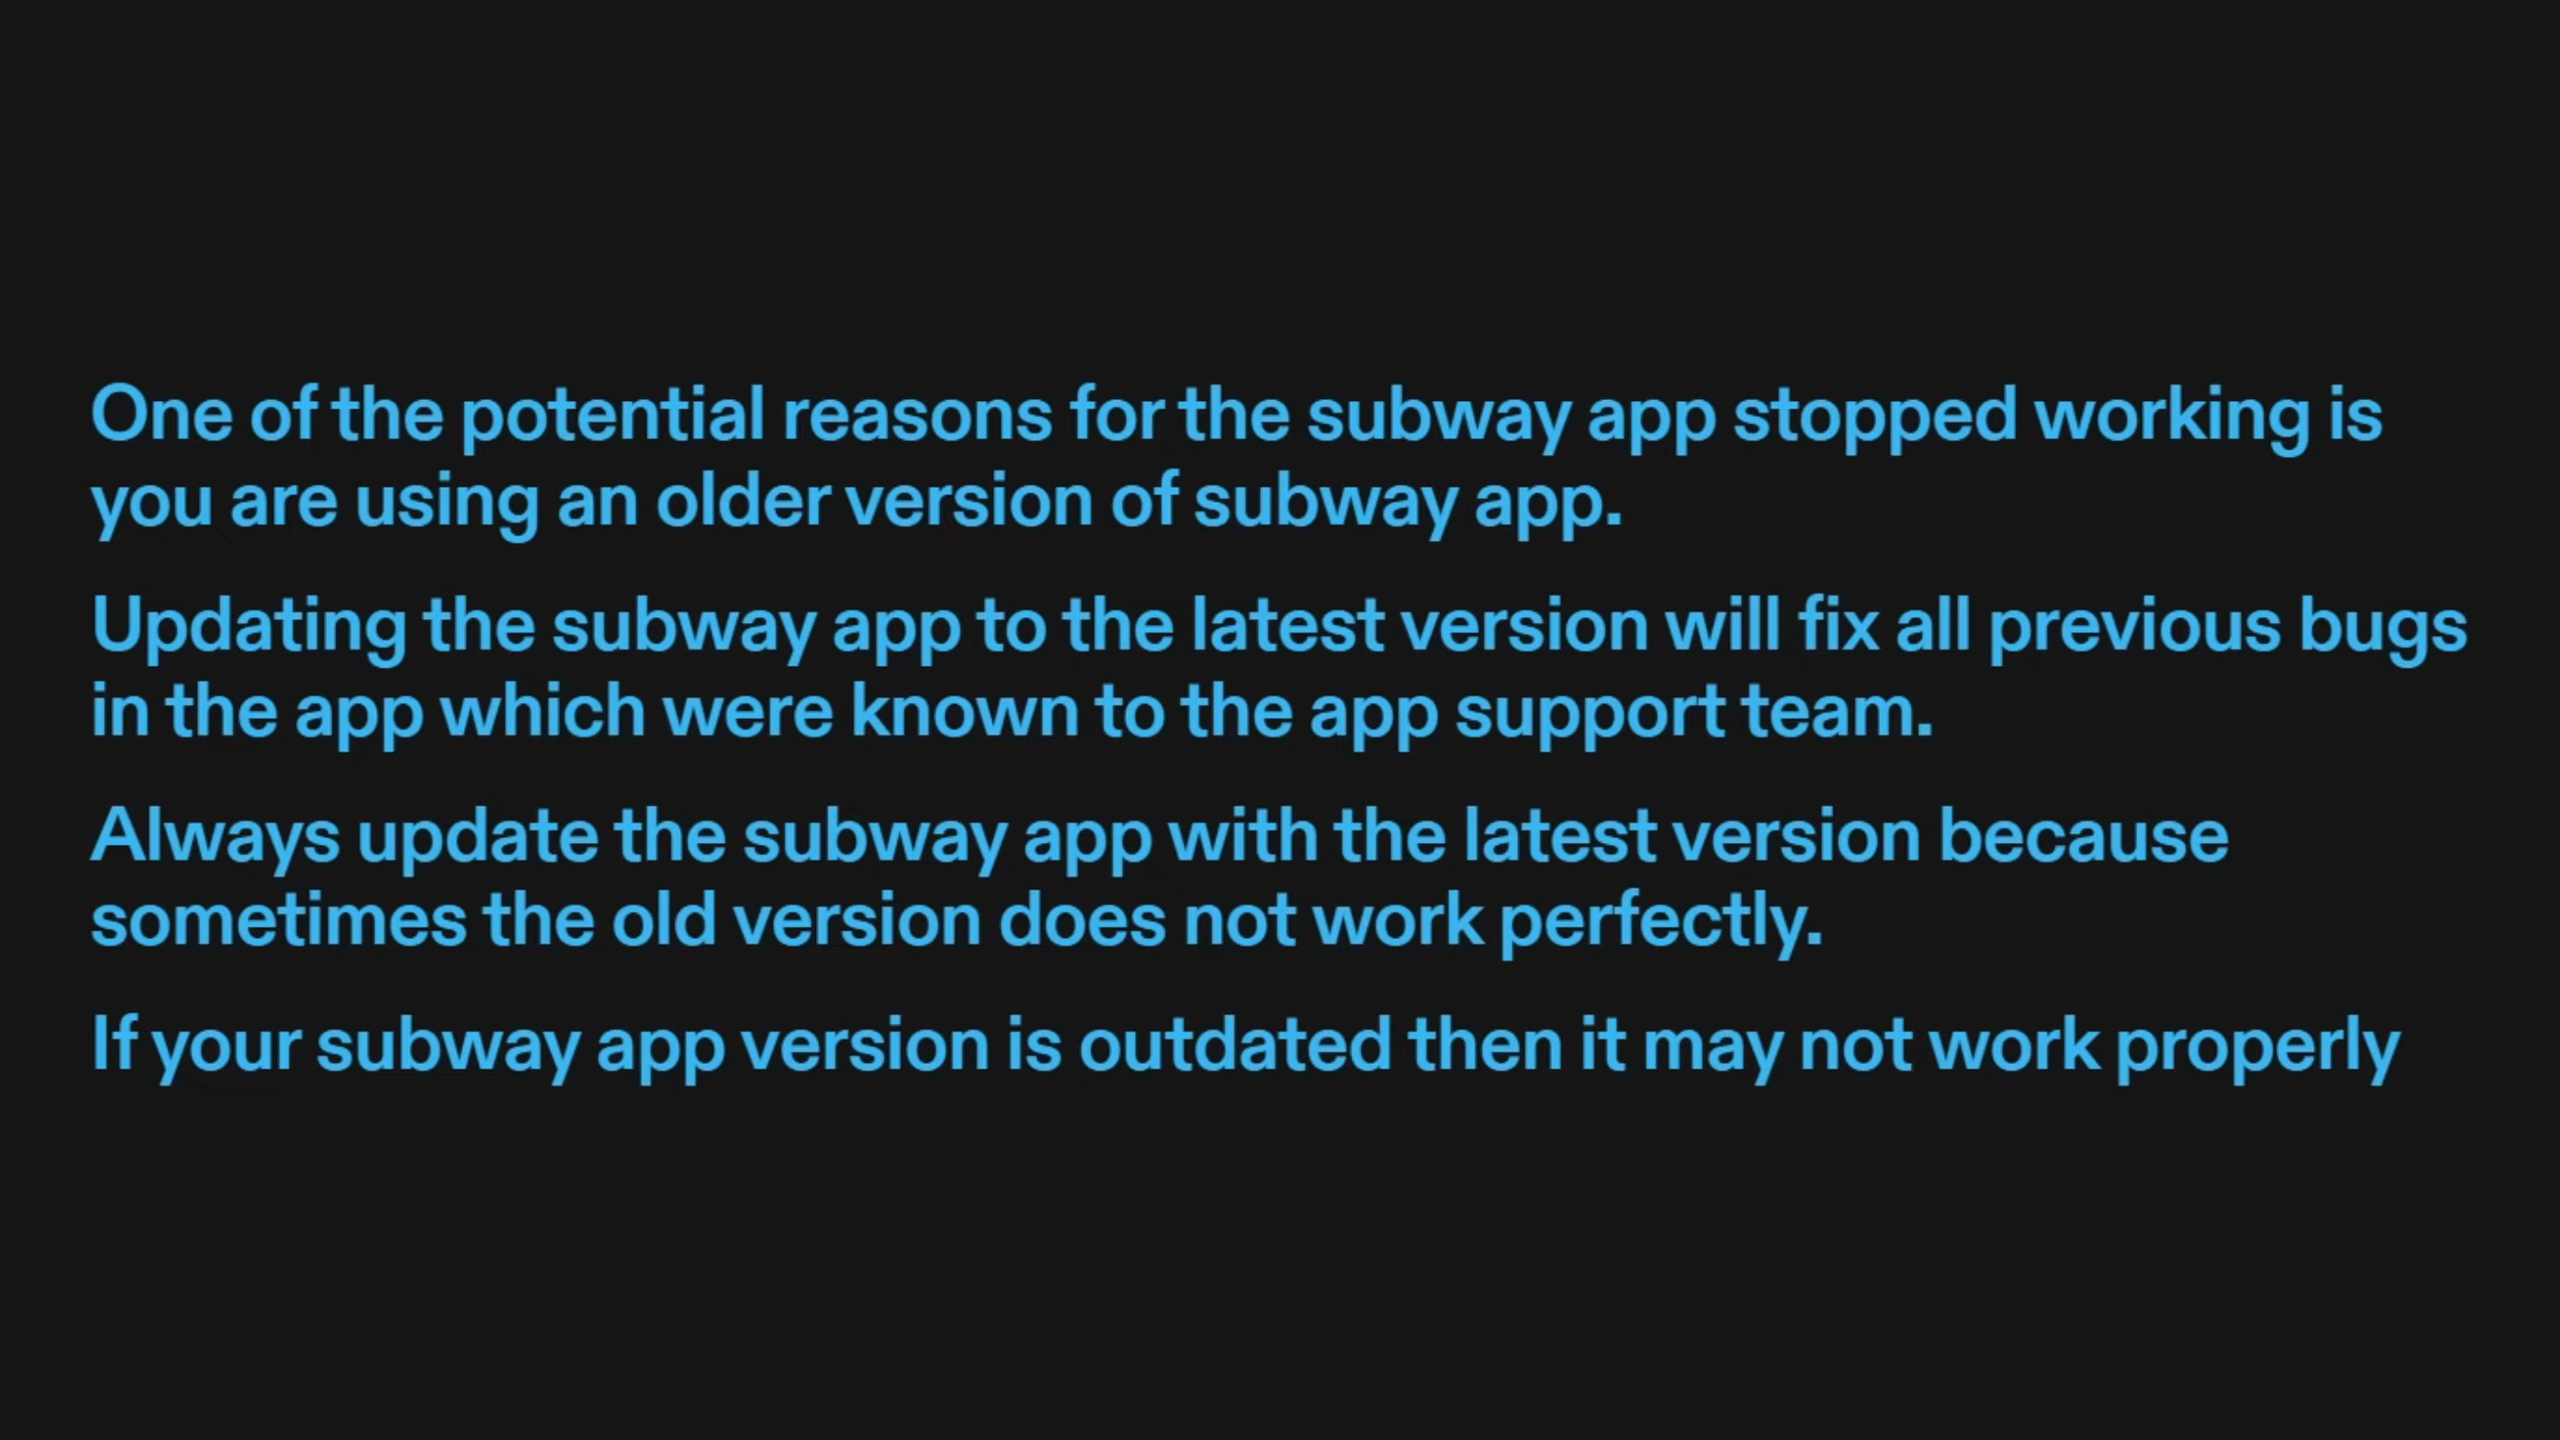 One of the potential reasons for the subway app stopped working is
you are using an older version of subway app.
Updating the subway app to the latest version will fix all previous bugs
in the app which were known to the app support team.
Always update the subway app with the latest version because
sometimes the old version does not work perfectly.
If your subway app version is outdated then it may not work properly